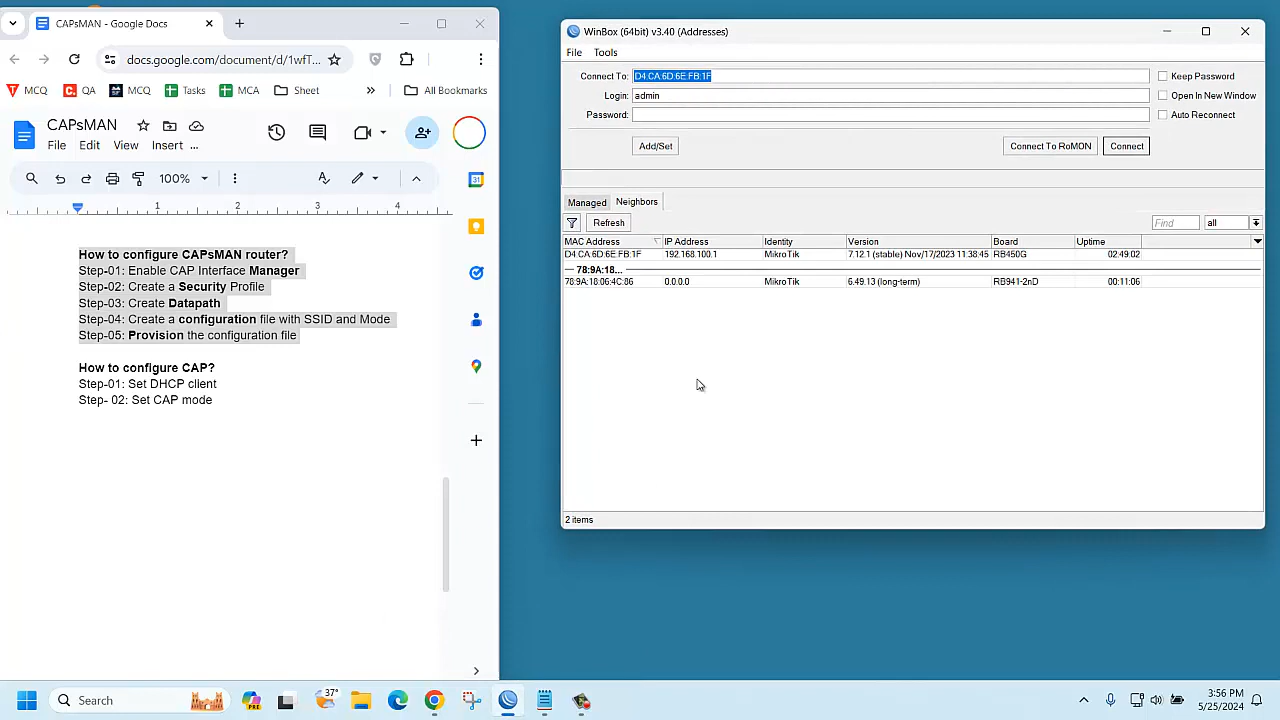 CAPsMAN - Google Docs
docs.google.com/document/d/1wfT...
MCQ
QA
MCQ
Tasks
MCA
Sheet
»
All Bookmarks
CAPsMAN
File Edit View Insert ...
100%
1 2 3 4
How to configure CAPsMAN router?
Step-01: Enable CAP Interface Manager
Step-02: Create a Security Profile
Step-03: Create Datapath
Step-04: Create a configuration file with SSID and Mode
Step-05: Provision the configuration file
How to configure CAP?
Step-01: Set DHCP client
Step- 02: Set CAP mode
31
WinBox (64bit) v3.40 (Addresses)
File Tools
Connect To: D4:CA:6D:6E:FB:1F Keep Password
Login: admin Open In New Window
Password: Auto Reconnect
Add/Set Connect To RoMON Connect
Managed Neighbors
Refresh Find all
MAC Address IP Address Identity Version Board Uptime
D4:CA:6D:6E:FB:1F 192.168.100.1 MikroTik 7.12.1 (stable) Nov/17/2023 11:38:45 RB450G 02:49:02
78:9A:18...
78:9A:18:06:4C:86 0.0.0.0 MikroTik 6.49.13 (long-term) RB941-2nD 00:11:06
2 items
Search
PRE
37°
3:56 PM
5/25/2024